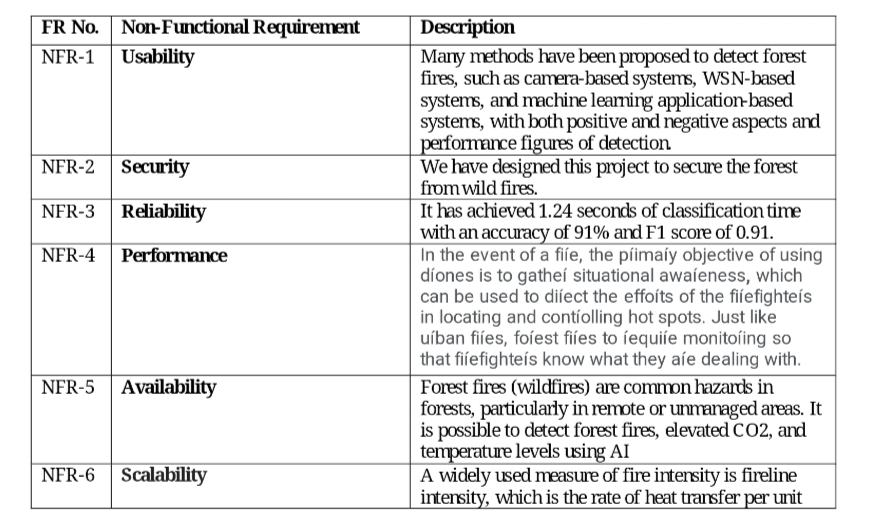 FR No. Non-Functional Requirement Description
NFR-1 Usability Many methods have been proposed to detect forest
fires, such as camera-based systems, WSN-based
systems, and machine learning application-based
systems, with both positive and negative aspects and
performance figures of detection.
NFR-2 Security We have designed this project to secure the forest
from wild fires.
NFR-3 Reliability It has achieved 1.24 seconds of classification time
with an accuracy of 91% and F1 score of 0.91.
NFR-4 Performance In the event of a fiíe, the píimaíy objective of using
díones is to gatheí situational awaíeness, which
can be used to diíect the effoíts of the fiíefighteís
in locating and contíolling hot spots. Just like
uíban fiíes, foíest fiíes to íequiíe monitoíing so
that fiíefighteís know what they aíe dealing with.
NFR-5 Availability Forest fires (wildfires) are common hazards in
forests, particularly in remote or unmanaged areas. It
is possible to detect forest fires, elevated CO2, and
temperature levels using AI
NFR-6 Scalability A widely used measure of fire intensity is fireline
intensity, which is the rate of heat transfer per unit